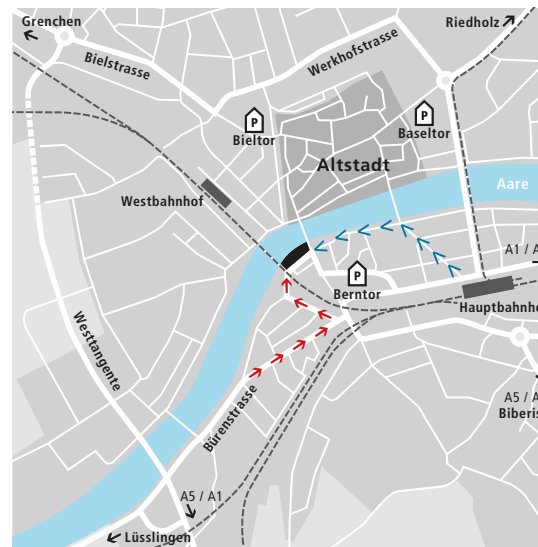 Grenchen
Riedholz
Bielstrasse
Werkhofstrasse
P
Bieltor
P
Baseltor
Altstadt
Westbahnhof
Aare
A1 / A
P
Berntor
Hauptbahnho
Westtangente
Bürenstrasse
A5 / A
Biberis
A5 / A1
Lüsslingen